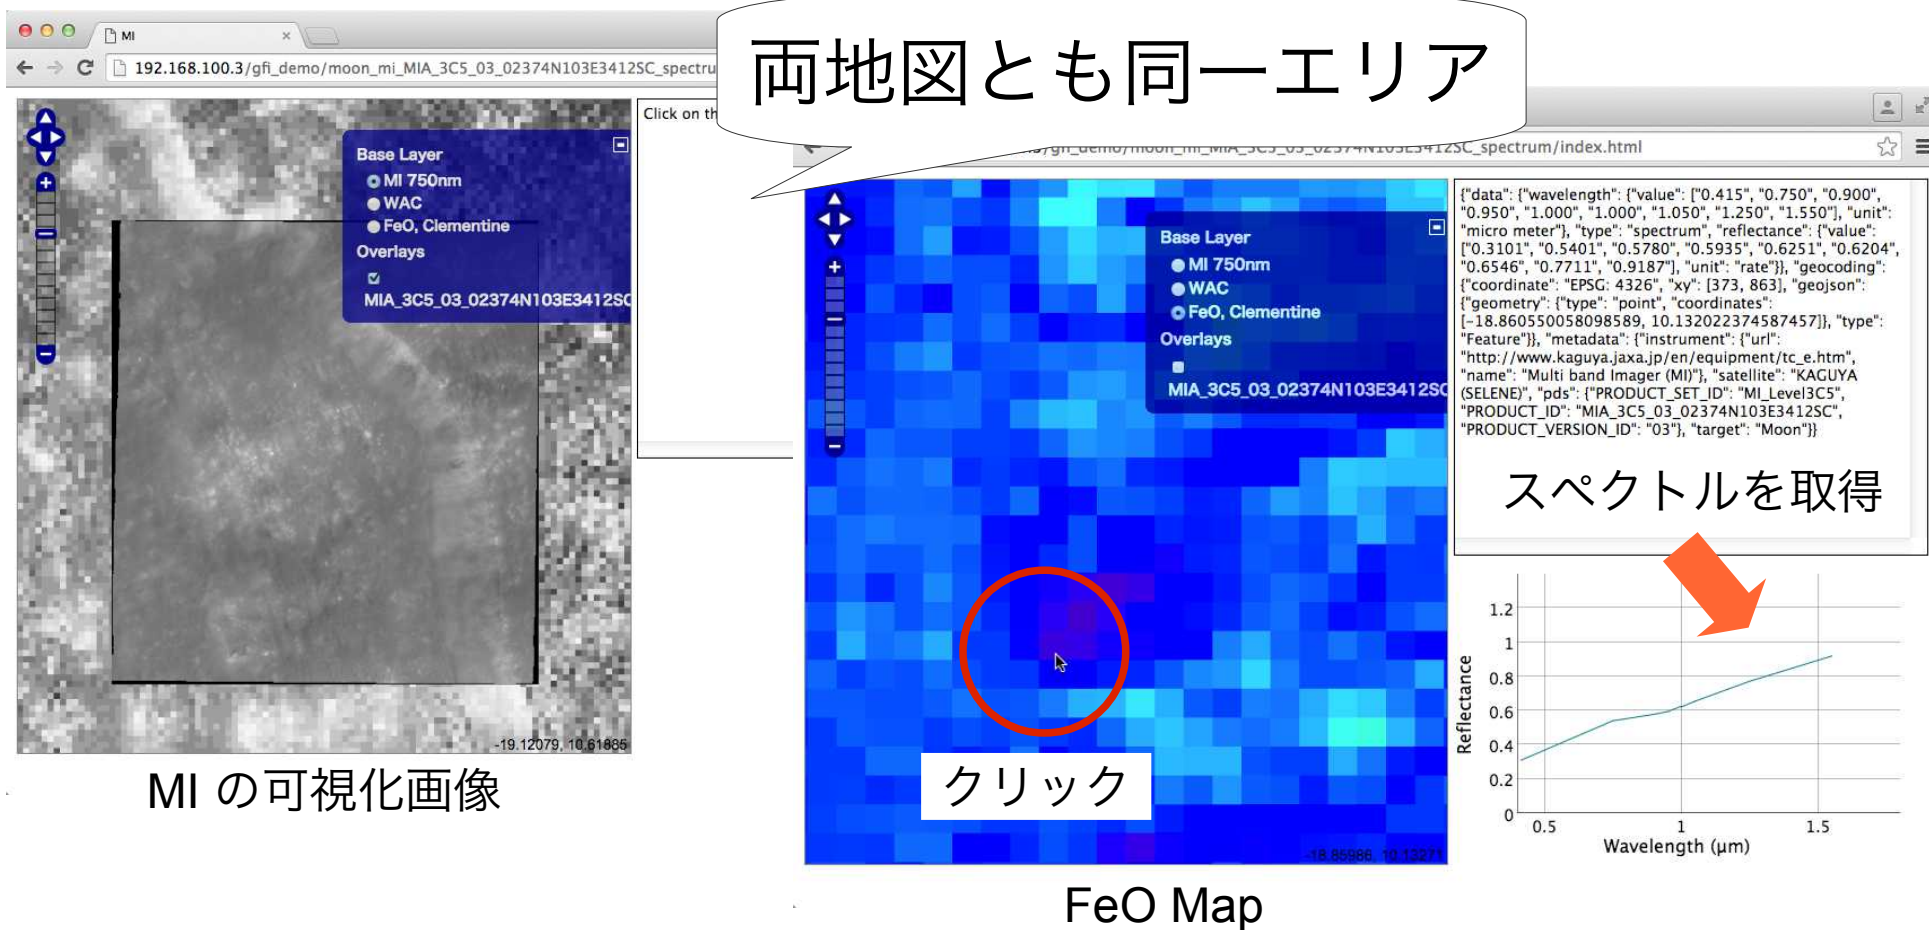 両地図とも同一エリア
MI
192.168.100.3/gfi_demo/moon_mi_MIA_3C5_03_02374N103E3412SC_spectru
Click on th
Base Layer
MI 750nm
WAC
FeO, Clementine
Overlays
MIA_3C5_03_02374N103E3412SC
-19.12079, 10.61885
MI の可視化画像
/gfi_demo/moon_mi_MIA_3C5_03_02374N103E3412SC_spectrum/index.html
Base Layer
MI 750nm
WAC
FeO, Clementine
Overlays
MIA_3C5_03_02374N103E3412SC
クリック
-18.85986, 10.13271
FeO Map
{"data": {"wavelength": {"value": ["0.415", "0.750", "0.900",
"0.950", "1.000", "1.000", "1.050", "1.250", "1.550"], "unit":
"micro meter"}, "type": "spectrum", "reflectance": {"value":
["0.3101", "0.5401", "0.5780", "0.5935", "0.6251", "0.6204",
"0.6546", "0.7711", "0.9187"], "unit": "rate"}}, "geocoding":
{"coordinate": "EPSG: 4326", "xy": [373, 863], "geojson":
{"geometry": {"type": "point", "coordinates":
[-18.860550058098589, 10.132022374587457]}, "type":
"Feature"}}, "metadata": {"instrument": {"url":
"http://www.kaguya.jaxa.jp/en/equipment/tc_e.htm",
"name": "Multi band Imager (MI)"}, "satellite": "KAGUYA
(SELENE)", "pds": {"PRODUCT_SET_ID": "MI_Level3C5",
"PRODUCT_ID": "MIA_3C5_03_02374N103E3412SC",
"PRODUCT_VERSION_ID": "03"}, "target": "Moon"}}
スペクトルを取得
Reflectance
1.2
1
0.8
0.6
0.4
0.2
0
0.5 1 1.5
Wavelength (μm)